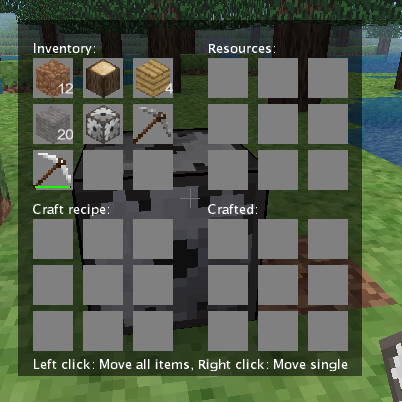 Inventory: Resources:
12 4
20
Craft recipe: Crafted:
Left click: Move all items, Right click: Move single